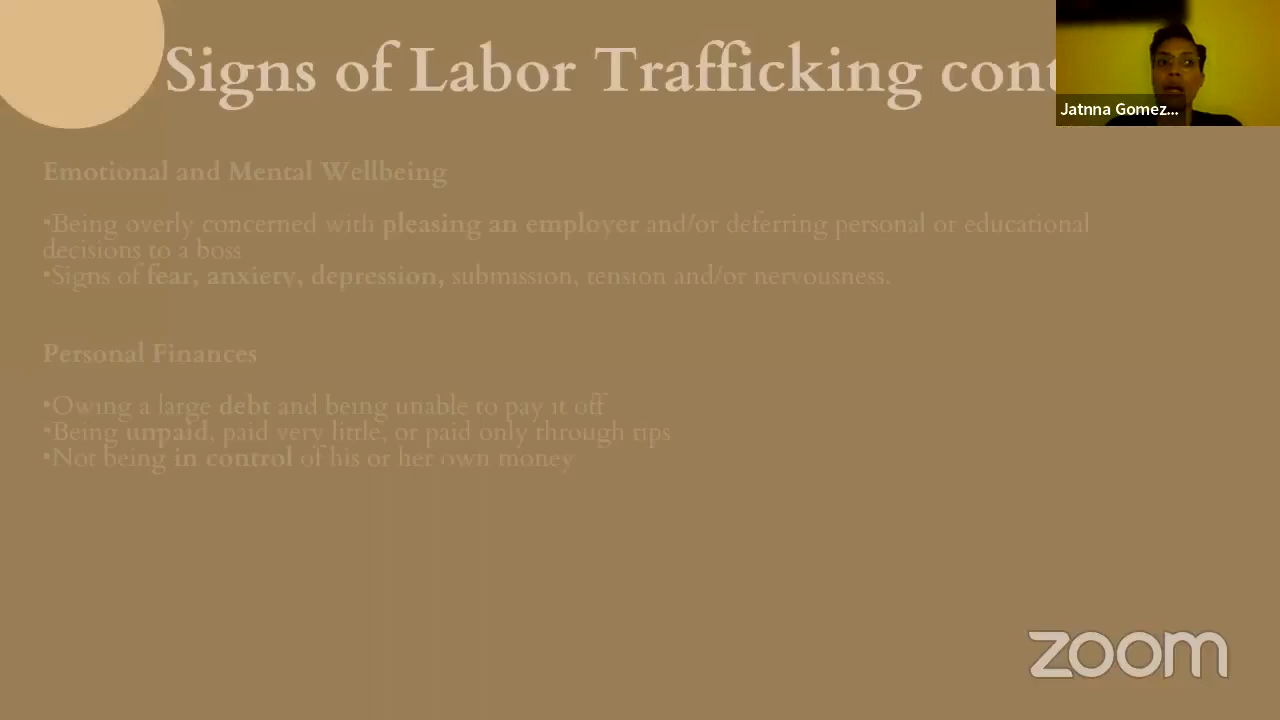 Signs of Labor Trafficking cont
Jatnna Gomez...
Emotional and Mental Wellbeing
•Being overly concerned with pleasing an employer and/or deferring personal or educational
decisions to a boss
•Signs of fear, anxiety, depression, submission, tension and/or nervousness.
Personal Finances
•Owing a large debt and being unable to pay it off
•Being unpaid, paid very little, or paid only through tips
•Not being in control of his or her own money
zoom